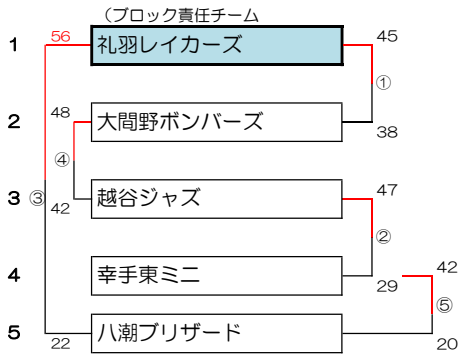 (ブロック責任チーム
1 56 礼羽レイカーズ 45
①
48
2 大間野ボンバーズ 38
④
3 越谷ジャズ 47
③ 42
②
4 幸手東ミニ 29 42
⑤
5 22 八潮ブリザード 20